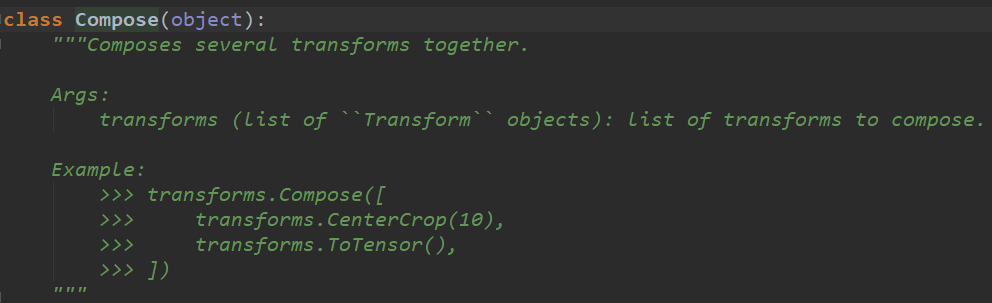 class Compose(object):
"""Composes several transforms together.
Args:
transforms (list of ``Transform`` objects): list of transforms to compose.
Example:
>>> transforms.Compose([
>>>     transforms.CenterCrop(10),
>>>     transforms.ToTensor(),
>>> ])
"""